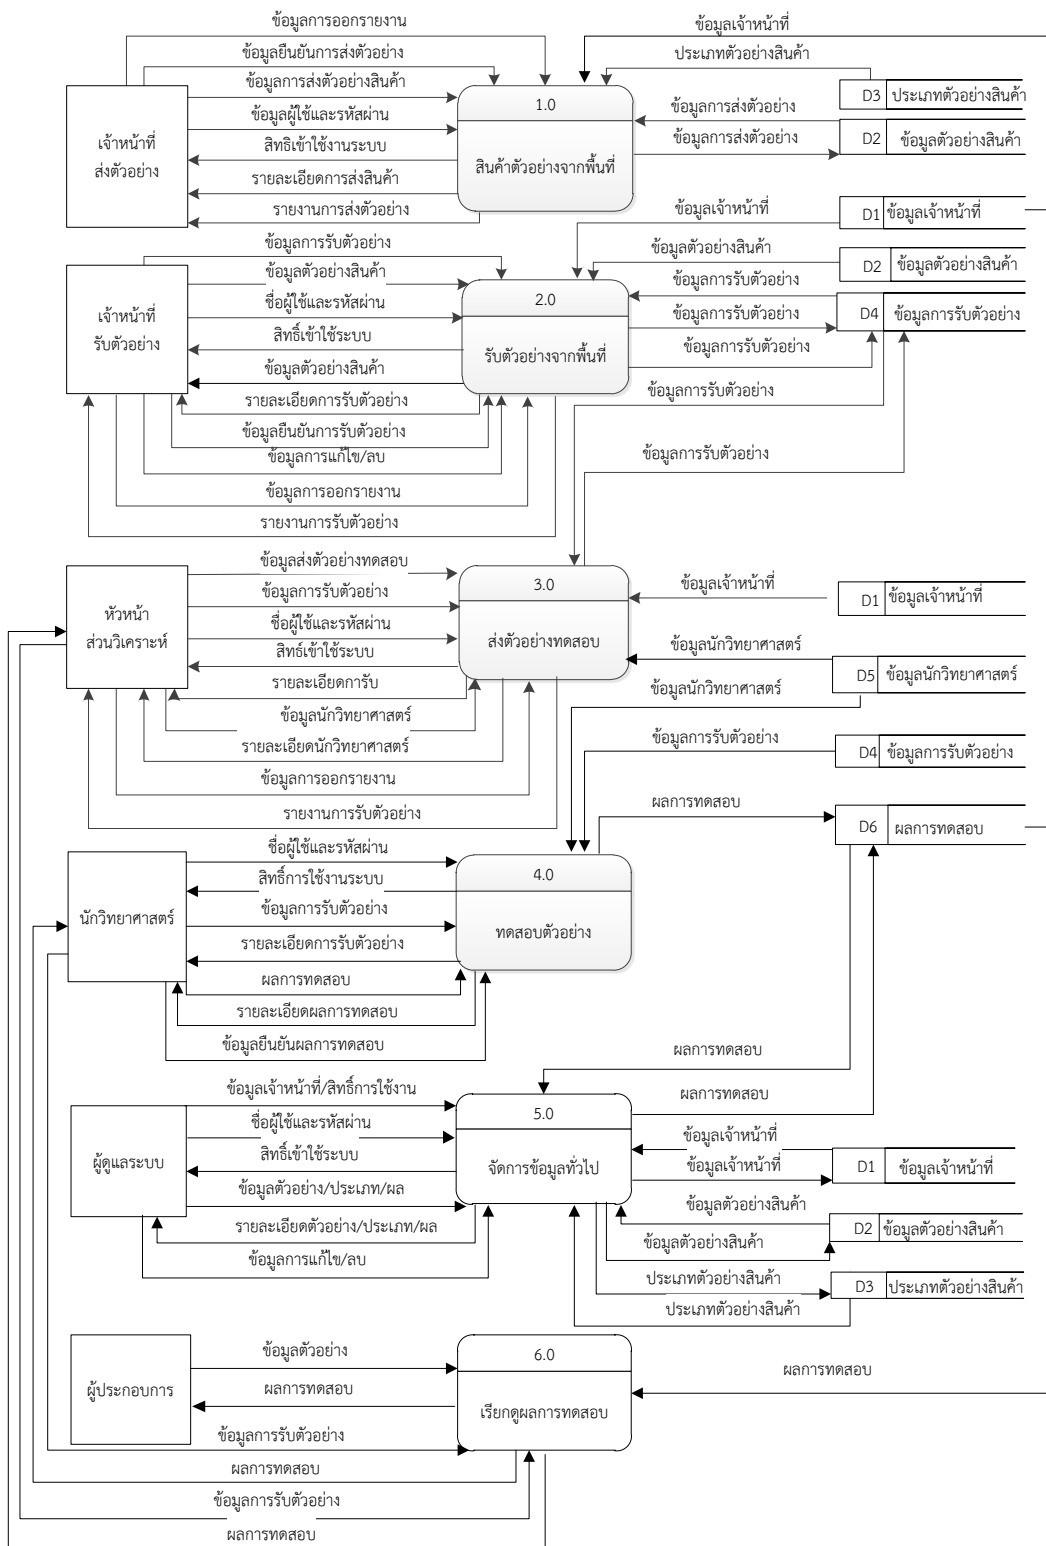 ข้อมูลการออกรายงาน
ข้อมูลเจ้าหน้าที่
ข้อมูลยืนยันการส่งตัวอย่าง
ประเภทตัวอย่างสินค้า
ข้อมูลการส่งตัวอย่างสินค้า
ข้อมูลผู้ใช้และรหัสผ่าน
สิทธิเข้าใช้งานระบบ
รายละเอียดการส่งสินค้า
รายงานการส่งตัวอย่าง
เจ้าหน้าที่
ส่งตัวอย่าง
1.0
สินค้าตัวอย่างจากพื้นที่
ข้อมูลการส่งตัวอย่าง
ข้อมูลการส่งตัวอย่าง
D3 ประเภทตัวอย่างสินค้า
D2 ข้อมูลตัวอย่างสินค้า
ข้อมูลเจ้าหน้าที่
D1 ข้อมูลเจ้าหน้าที่
ข้อมูลการรับตัวอย่าง
ข้อมูลตัวอย่างสินค้า
ชื่อผู้ใช้และรหัสผ่าน
สิทธิ์เข้าใช้ระบบ
ข้อมูลตัวอย่างสินค้า
รายละเอียดการรับตัวอย่าง
ข้อมูลยืนยันการรับตัวอย่าง
ข้อมูลการแก้ไข/ลบ
ข้อมูลการออกรายงาน
รายงานการรับตัวอย่าง
เจ้าหน้าที่
รับตัวอย่าง
2.0
รับตัวอย่างจากพื้นที่
ข้อมูลตัวอย่างสินค้า
ข้อมูลการรับตัวอย่าง
ข้อมูลการรับตัวอย่าง
ข้อมูลการรับตัวอย่าง
ข้อมูลการรับตัวอย่าง
ข้อมูลการรับตัวอย่าง
D2 ข้อมูลตัวอย่างสินค้า
D4 ข้อมูลการรับตัวอย่าง
ข้อมูลส่งตัวอย่างทดสอบ
ข้อมูลการรับตัวอย่าง
ชื่อผู้ใช้และรหัสผ่าน
สิทธ์เข้าใช้ระบบ
รายละเอียดการับ
ข้อมูลนักวิทยาศาสตร์
รายละเอียดนักวิทยาศาสตร์
ข้อมูลการออกรายงาน
รายงานการรับตัวอย่าง
หัวหน้า
ส่วนวิเคราะห์
3.0
ส่งตัวอย่างทดสอบ
ข้อมูลเจ้าหน้าที่
D1 ข้อมูลเจ้าหน้าที่
ข้อมูลนักวิทยาศาสตร์
D5 ข้อมูลนักวิทยาศาสตร์
ข้อมูลนักวิทยาศาสตร์
ข้อมูลการรับตัวอย่าง
D4 ข้อมูลการรับตัวอย่าง
ผลการทดสอบ
D6 ผลการทดสอบ
ชื่อผู้ใช้และรหัสผ่าน
สิทธิ์การใช้งานระบบ
ข้อมูลการรับตัวอย่าง
รายละเอียดการรับตัวอย่าง
ผลการทดสอบ
รายละเอียดผลการทดสอบ
ข้อมูลยืนยันผลการทดสอบ
นักวิทยาศาสตร์
4.0
ทดสอบตัวอย่าง
ผลการทดสอบ
ผลการทดสอบ
ข้อมูลเจ้าหน้าที่/สิทธิ์การใช้งาน
ชื่อผู้ใช้และรหัสผ่าน
สิทธิ์เข้าใช้ระบบ
ข้อมูลตัวอย่าง/ประเภท/ผล
รายละเอียดตัวอย่าง/ประเภท/ผล
ข้อมูลการแก้ไข/ลบ
ผู้ดูแลระบบ
5.0
จัดการข้อมูลทั่วไป
ข้อมูลเจ้าหน้าที่
ข้อมูลเจ้าหน้าที่
D1 ข้อมูลเจ้าหน้าที่
ข้อมูลตัวอย่างสินค้า
ข้อมูลตัวอย่างสินค้า
D2 ข้อมูลตัวอย่างสินค้า
ประเภทตัวอย่างสินค้า
ประเภทตัวอย่างสินค้า
D3 ประเภทตัวอย่างสินค้า
ข้อมูลตัวอย่าง
ผลการทดสอบ
ผู้ประกอบการ
6.0
เรียกดูผลการทดสอบ
ผลการทดสอบ
ข้อมูลการรับตัวอย่าง
ผลการทดสอบ
ข้อมูลการรับตัวอย่าง
ผลการทดสอบ